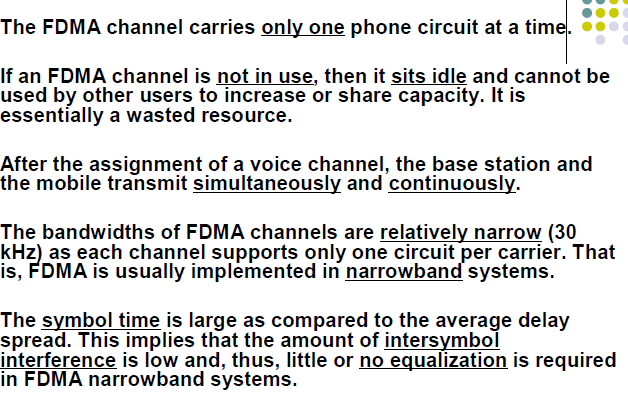 The FDMA channel carries only one phone circuit at a time.
If an FDMA channel is not in use, then it sits idle and cannot be
used by other users to increase or share capacity. It is
essentially a wasted resource.
After the assignment of a voice channel, the base station and
the mobile transmit simultaneously and continuously.
The bandwidths of FDMA channels are relatively narrow (30
kHz) as each channel supports only one circuit per carrier. That
is, FDMA is usually implemented in narrowband systems.
The symbol time is large as compared to the average delay
spread. This implies that the amount of intersymbol
interference is low and, thus, little or no equalization is required
in FDMA narrowband systems.